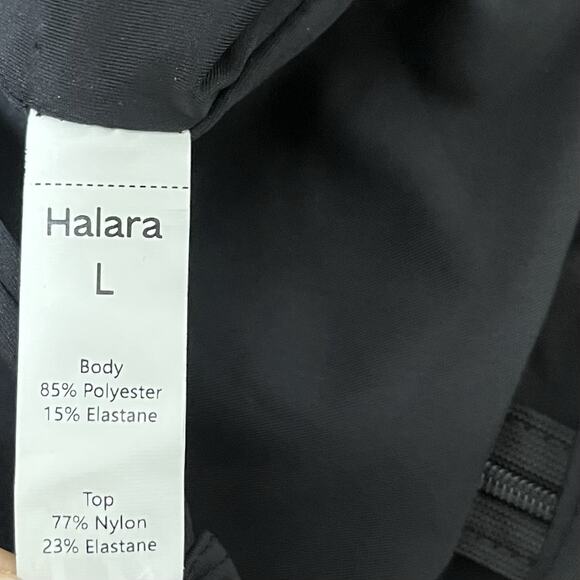 Halara
L
Body
85% Polyester
15% Elastane
Top
77% Nylon
23% Elastane